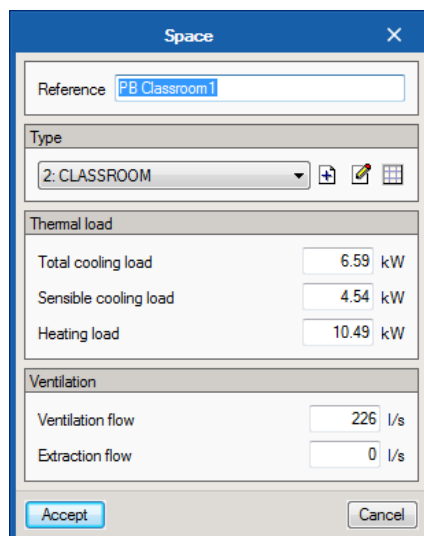 Space
Reference PB Classroom1
Type
2: CLASSROOM
Thermal load
Total cooling load 6.59 kW
Sensible cooling load 4.54 kW
Heating load 10.49 kW
Ventilation
Ventilation flow 226 l/s
Extraction flow 0 l/s
Accept Cancel